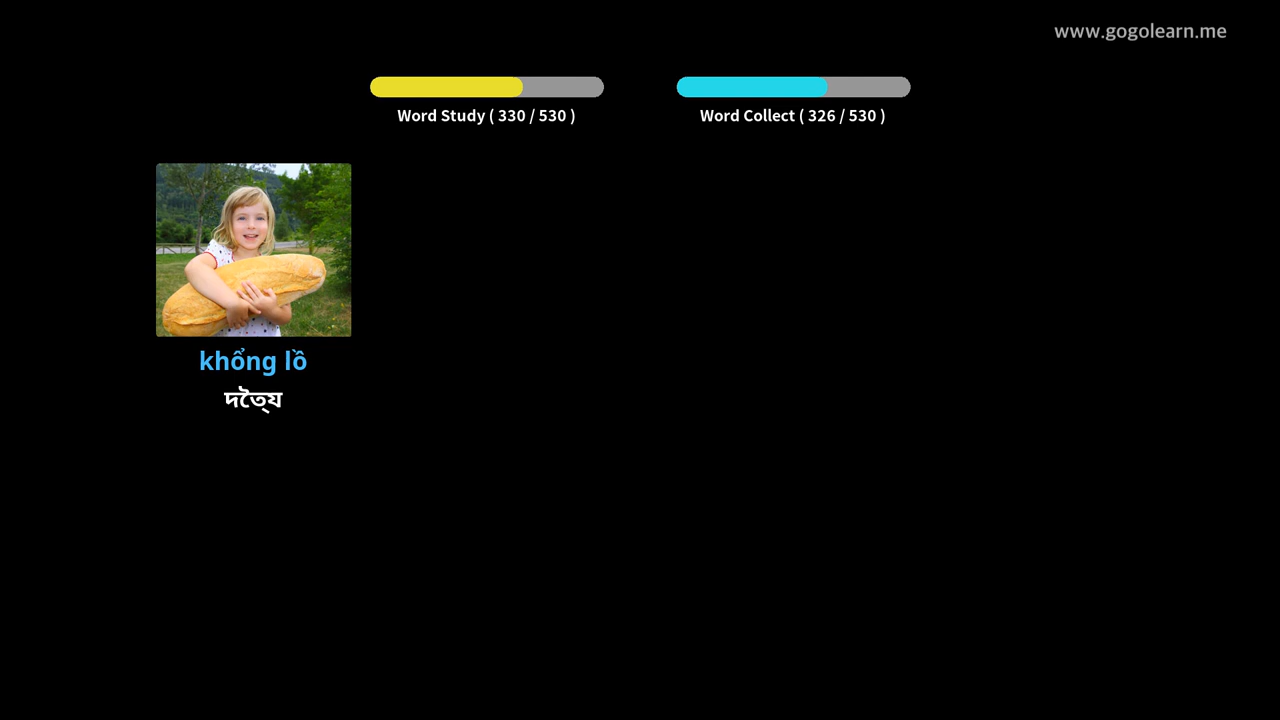 www.gogolearn.me
Word Study ( 330 / 530 )
Word Collect ( 326 / 530 )
khổng lồ
দৈত্য